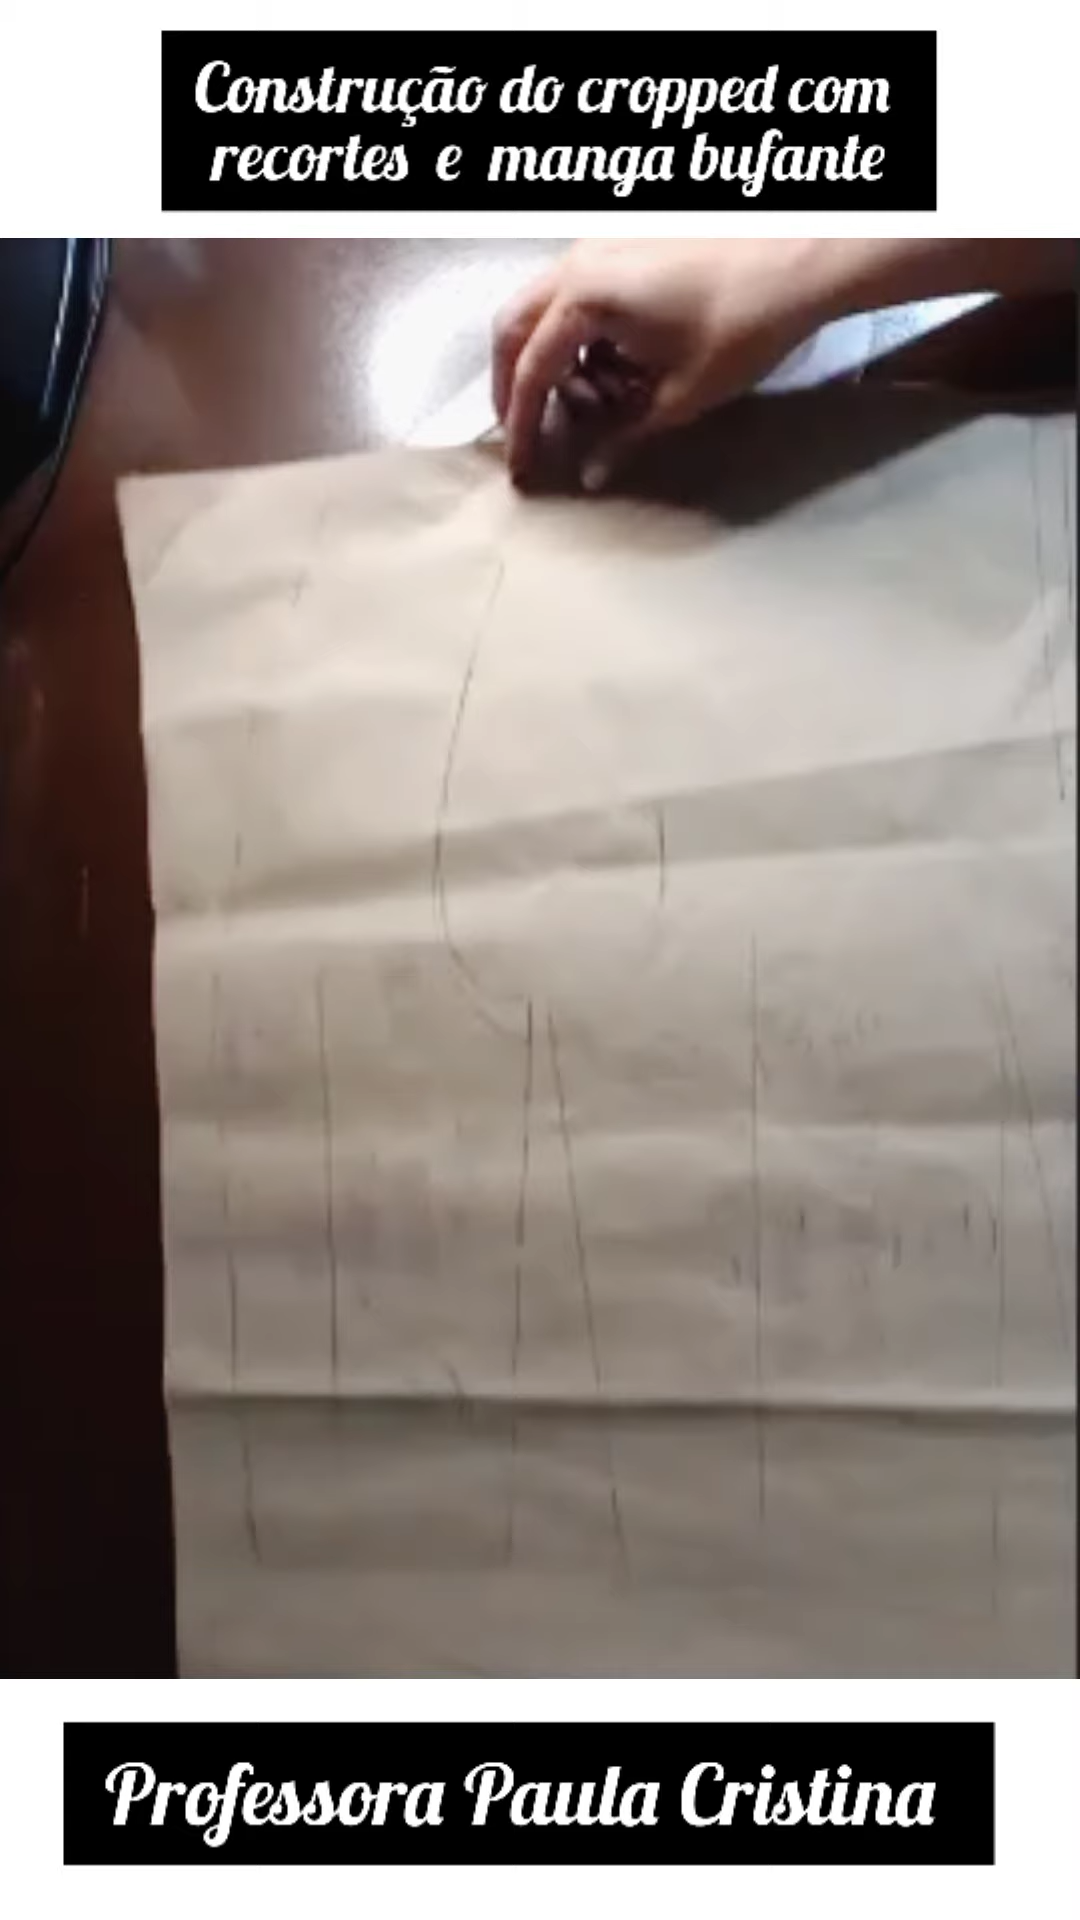 Construção do cropped com
recortes e manga bufante
Professora Paula Cristina